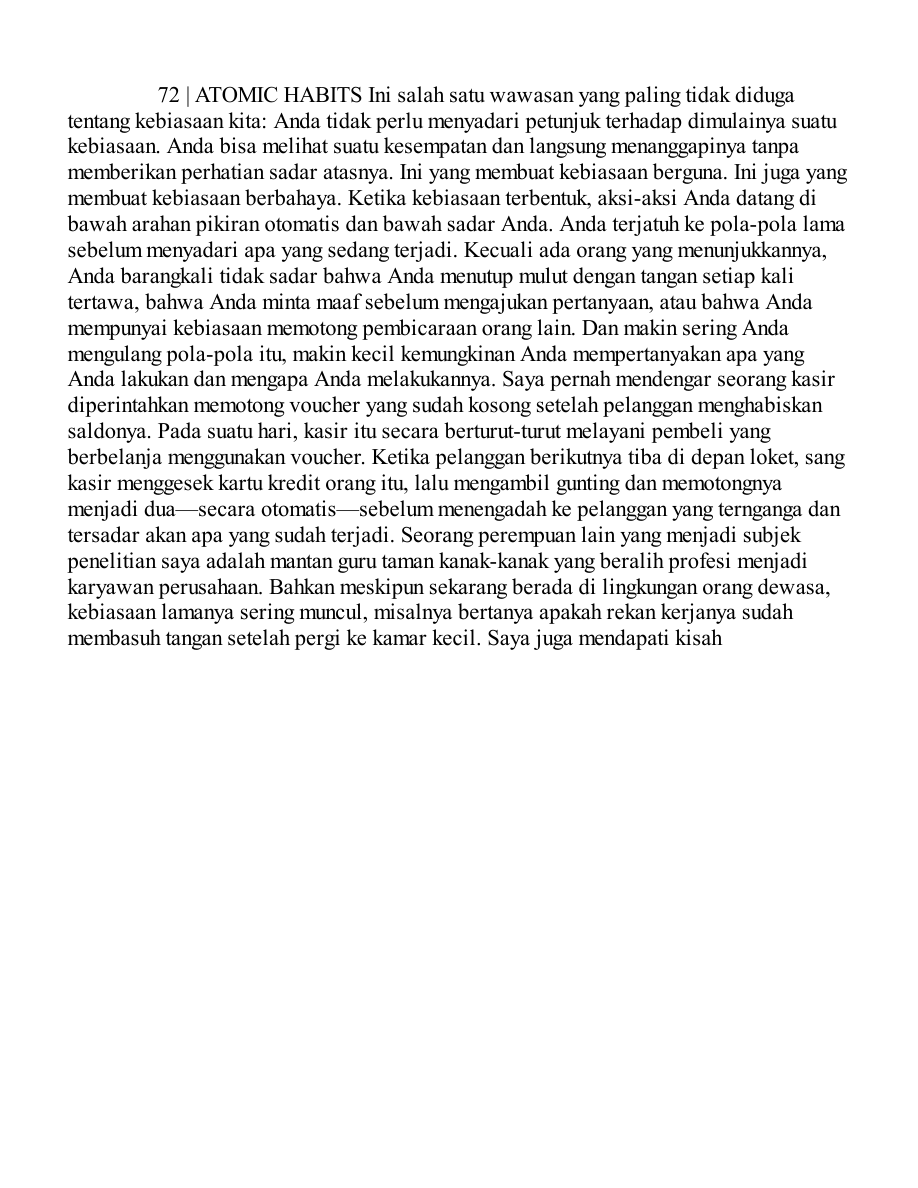 72 | ATOMIC HABITS Ini salah satu wawasan yang paling tidak diduga
tentang kebiasaan kita: Anda tidak perlu menyadari petunjuk terhadap dimulainya suatu
kebiasaan. Anda bisa melihat suatu kesempatan dan langsung menanggapinya tanpa
memberikan perhatian sadar atasnya. Ini yang membuat kebiasaan berguna. Ini juga yang
membuat kebiasaan berbahaya. Ketika kebiasaan terbentuk, aksi-aksi Anda datang di
bawah arahan pikiran otomatis dan bawah sadar Anda. Anda terjatuh ke pola-pola lama
sebelum menyadari apa yang sedang terjadi. Kecuali ada orang yang menunjukkannya,
Anda barangkali tidak sadar bahwa Anda menutup mulut dengan tangan setiap kali
tertawa, bahwa Anda minta maaf sebelum mengajukan pertanyaan, atau bahwa Anda
mempunyai kebiasaan memotong pembicaraan orang lain. Dan makin sering Anda
mengulang pola-pola itu, makin kecil kemungkinan Anda mempertanyakan apa yang
Anda lakukan dan mengapa Anda melakukannya. Saya pernah mendengar seorang kasir
diperintahkan memotong voucher yang sudah kosong setelah pelanggan menghabiskan
saldonya. Pada suatu hari, kasir itu secara berturut-turut melayani pembeli yang
berbelanja menggunakan voucher. Ketika pelanggan berikutnya tiba di depan loket, sang
kasir menggesek kartu kredit orang itu, lalu mengambil gunting dan memotongnya
menjadi dua—secara otomatis—sebelum menengadah ke pelanggan yang ternganga dan
tersadar akan apa yang sudah terjadi. Seorang perempuan lain yang menjadi subjek
penelitian saya adalah mantan guru taman kanak-kanak yang beralih profesi menjadi
karyawan perusahaan. Bahkan meskipun sekarang berada di lingkungan orang dewasa,
kebiasaan lamanya sering muncul, misalnya bertanya apakah rekan kerjanya sudah
membasuh tangan setelah pergi ke kamar kecil. Saya juga mendapati kisah